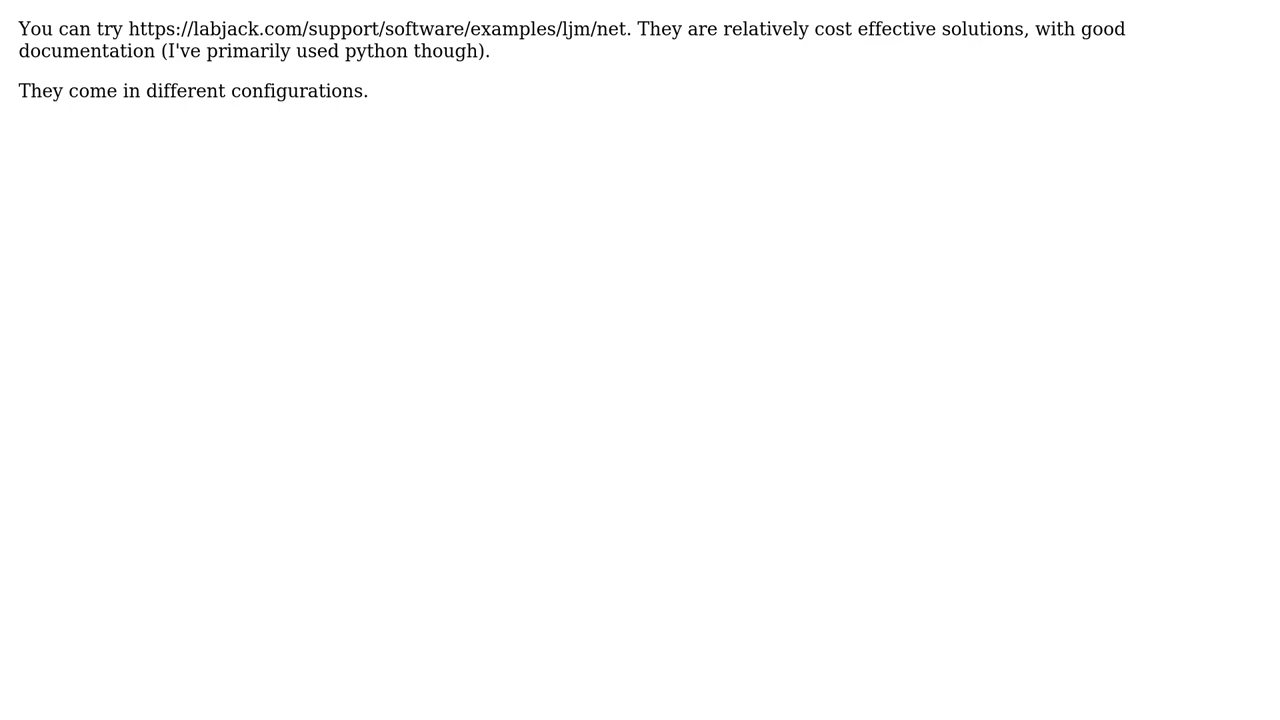 You can try https://labjack.com/support/software/examples/ljm/net. They are relatively cost effective solutions, with good
documentation (I've primarily used python though).
They come in different configurations.